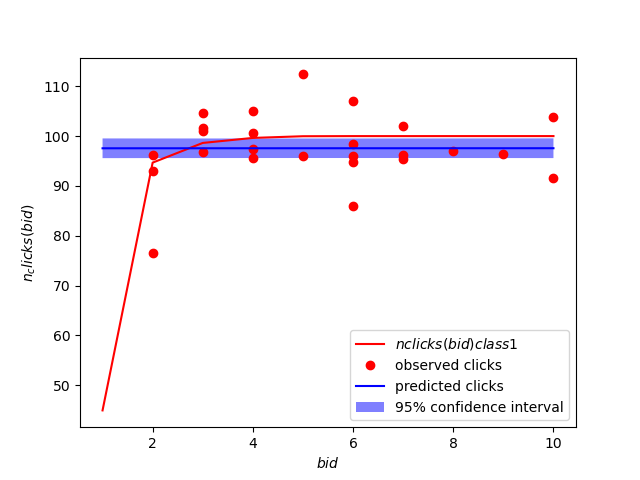 110
100
90
80
70
60
50
n_clicks(bid)
2
4
6
8
10
bid
nclicks(bid)class1
observed clicks
predicted clicks
95% confidence interval